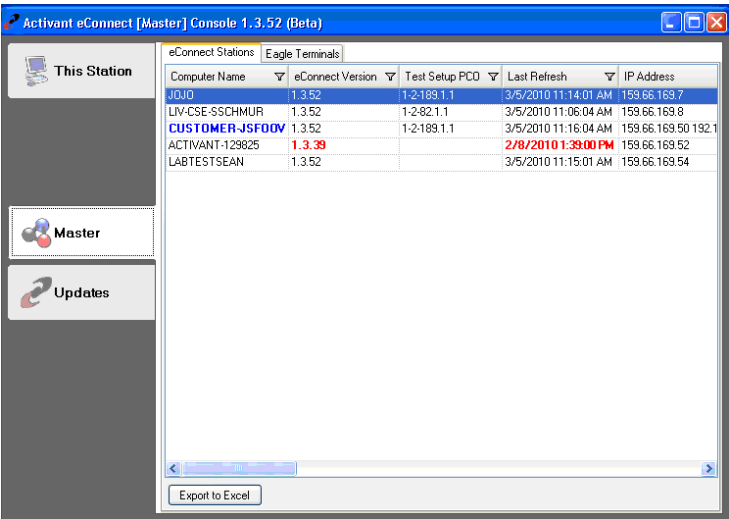 Activant eConnect [Master] Console 1.3.52 (Beta)
This Station
Master
Updates
eConnect Stations Eagle Terminals
Computer Name eConnect Version Test Setup PCO Last Refresh IP Address
JOJO 1.3.52 1-2-189.1.1 3/5/2010 11:14:01 AM 159.66.169.7
LIV-CSE-SSCHMUR 1.3.52 1-2-82.1.1 3/5/2010 11:06:04 AM 159.66.169.8
CUSTOMER-JSFOOV 1.3.52 1-2-189.1.1 3/5/2010 11:16:04 AM 159.66.169.50 192.1
ACTIVANT-129825 1.3.39 2/8/2010 1:39:00 PM 159.66.169.52
LABTESTSEAN 1.3.52 3/5/2010 11:15:01 AM 159.66.169.54
Export to Excel